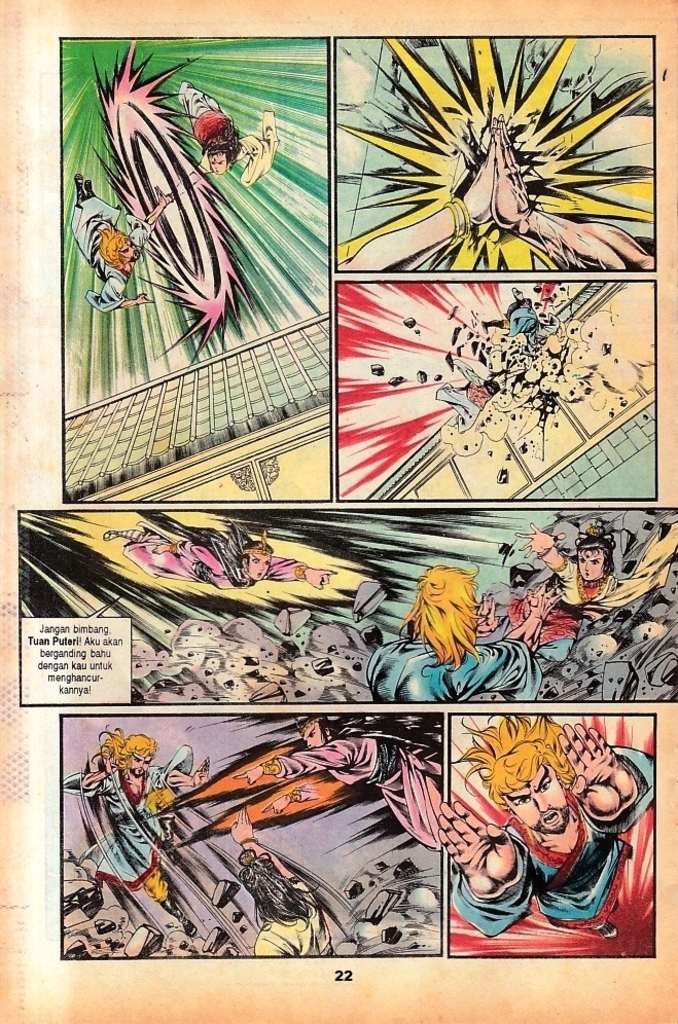 Jangan bimbang,
Tuan Puteri! Aku akan
berganding bahu
dengan kau untuk
menghancur-
kannya!
22